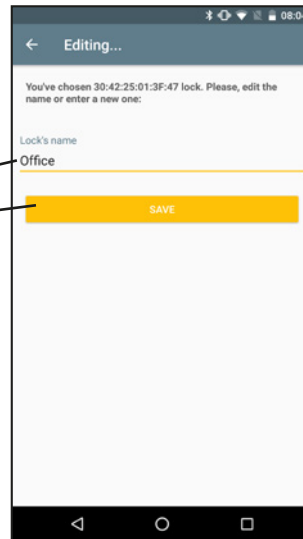 08:04
Editing...
You've chosen 30:42:25:01:3F:47 lock. Please, edit the
name or enter a new one:
Lock's name
Office
SAVE